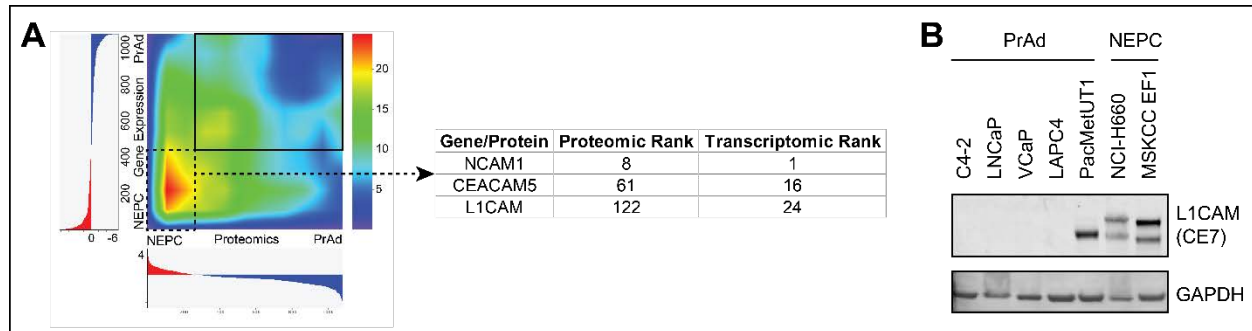 A
1000
800
600
400
200
PrAd
Gene Expression
NEPC
0 -6
20
15
10
5
NEPC Proteomics PrAd
4
Gene/Protein Proteomic Rank Transcriptomic Rank
NCAM1 8 1
CEACAM5 61 16
L1CAM 122 24
B
PrAd NEPC
C4-2
LNCaP
VCaP
LAPC4
PacMetUT1
NCI-H660
MSKCC EF1
L1CAM
(CE7)
GAPDH